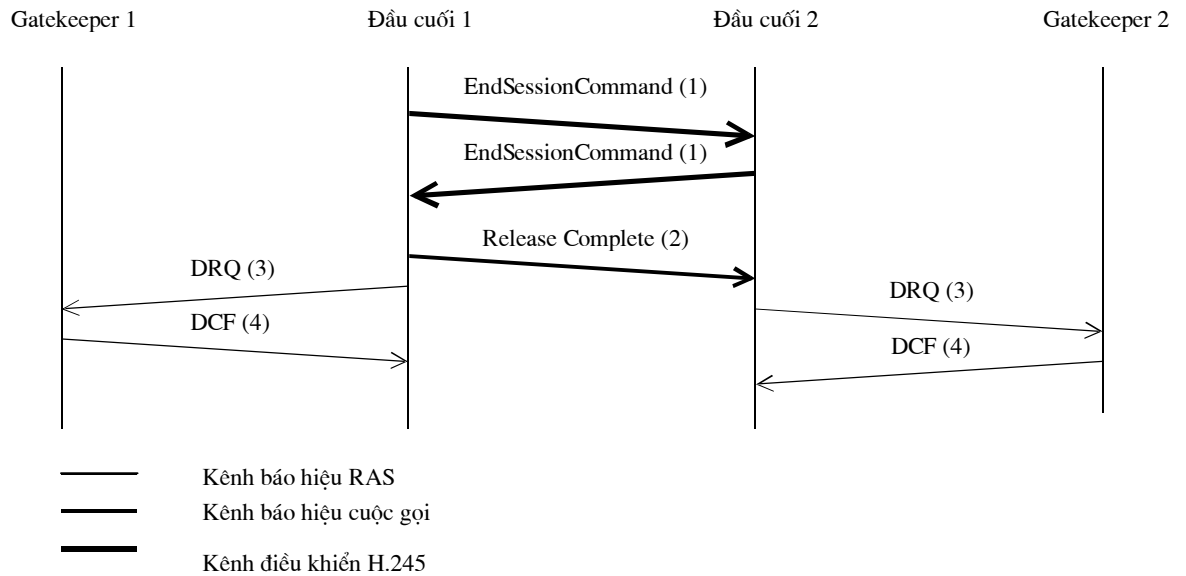 Gatekeeper 1 Đầu cuối 1 Đầu cuối 2 Gatekeeper 2
EndSessionCommand (1)
EndSessionCommand (1)
Release Complete (2)
DRQ (3)
DRQ (3)
DCF (4)
DCF (4)
Kênh báo hiệu RAS
Kênh báo hiệu cuộc gọi
Kênh điều khiển H.245